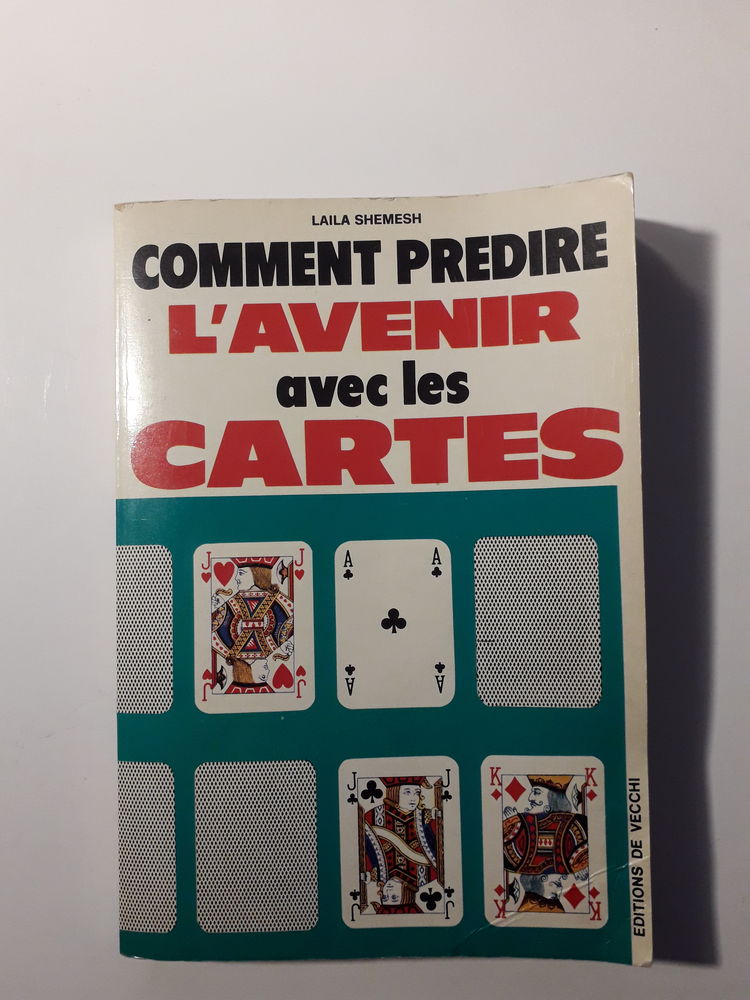 LAILA SHEMESH
COMMENT PREDIRE
L'AVENIR
avec les
CARTES
J J
A A
J J
A A
J J
K K
J J
K K
EDITIONS DE VECCHI